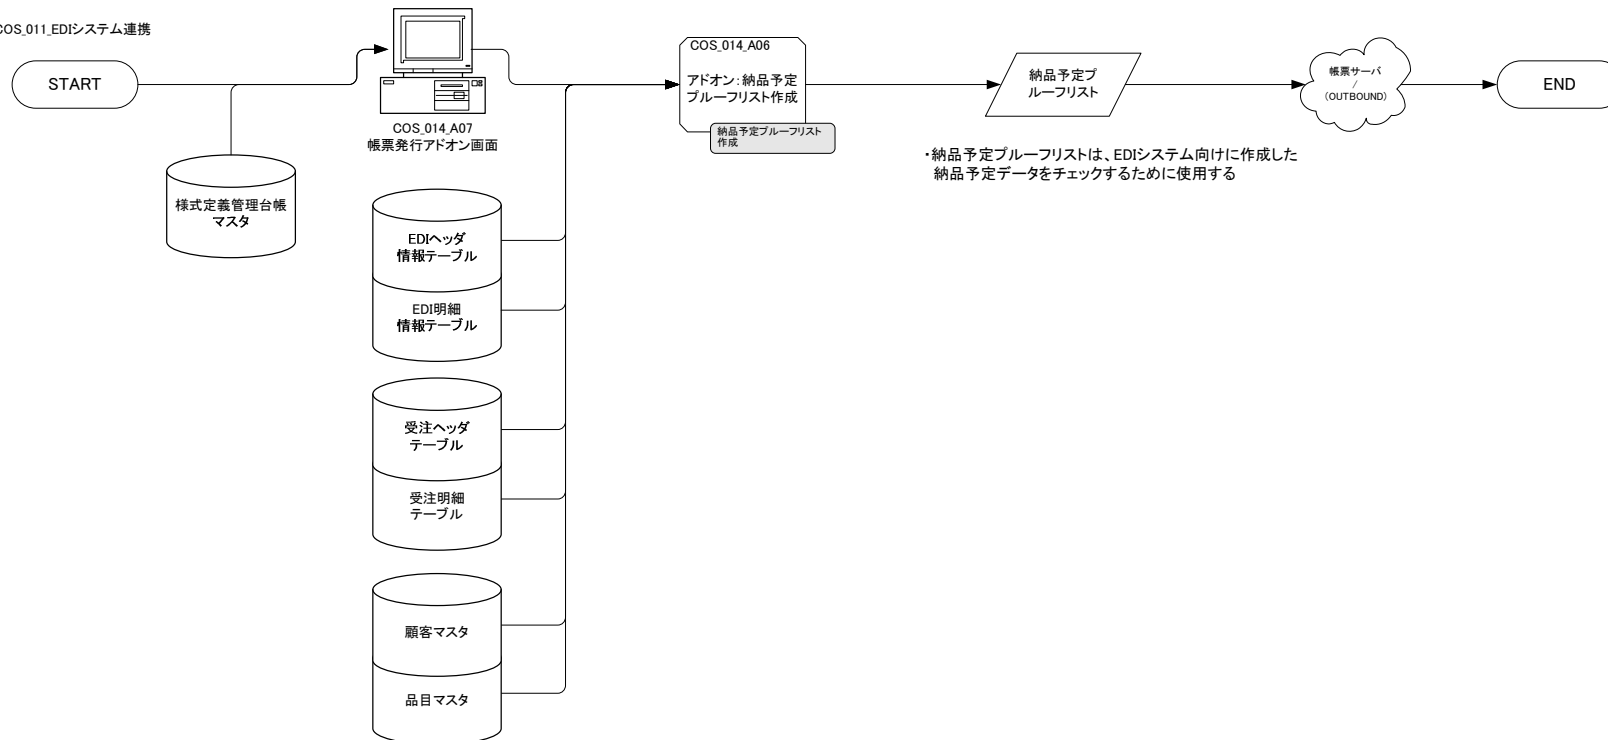 COS_011_EDIシステム連携
START
COS_014_A07
帳票発行アドオン画面
様式定義管理台帳
マスタ
EDIヘッダ
情報テーブル
EDI明細
情報テーブル
受注ヘッダ
テーブル
受注明細
テーブル
顧客マスタ
品目マスタ
COS_014_A06
アドオン：納品予定
プルーフリスト作成
納品予定プルーフリスト
作成
納品予定プ
ルーフリスト
・納品予定プルーフリストは、EDIシステム向けに作成した
納品予定データをチェックするために使用する
帳票サーバ
/
（OUTBOUND）
END